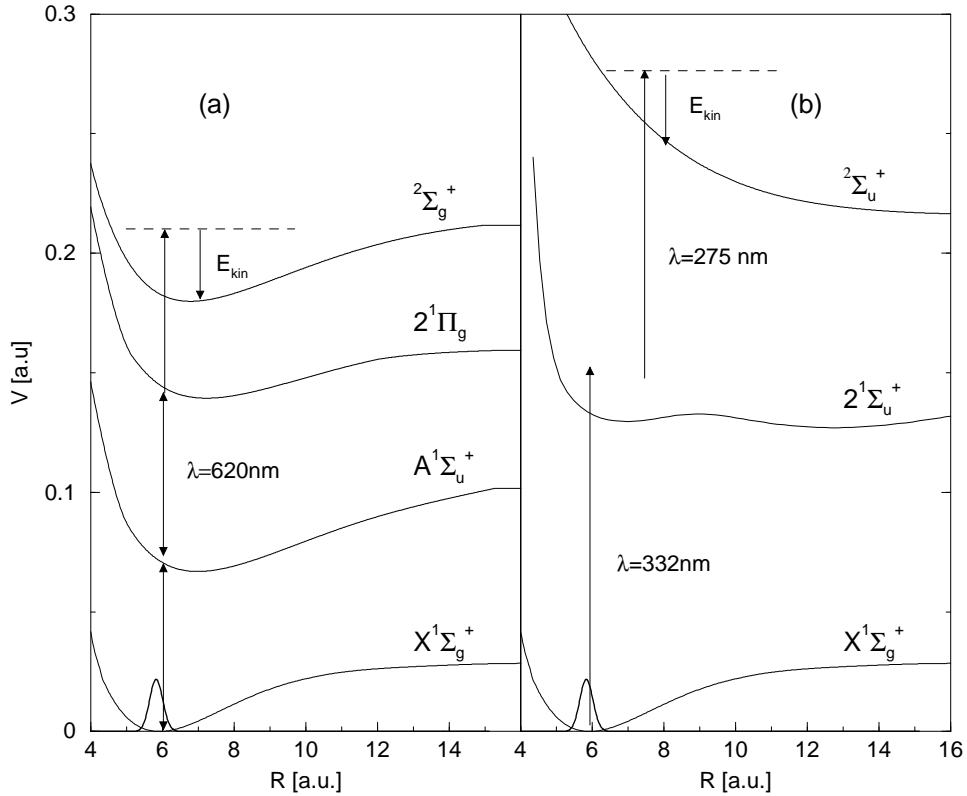 0.3
(a)
(b)
E_kin
E_kin
²Σ_g⁺
²Σ_u⁺
0.2
λ=275 nm
2¹Π_g
V [a.u]
2¹Σ_u⁺
λ=620nm
A¹Σ_u⁺
0.1
λ=332nm
X¹Σ_g⁺
X¹Σ_g⁺
0
4 6 8 10 12 14 4 6 8 10 12 14 16
R [a.u.] R [a.u.]